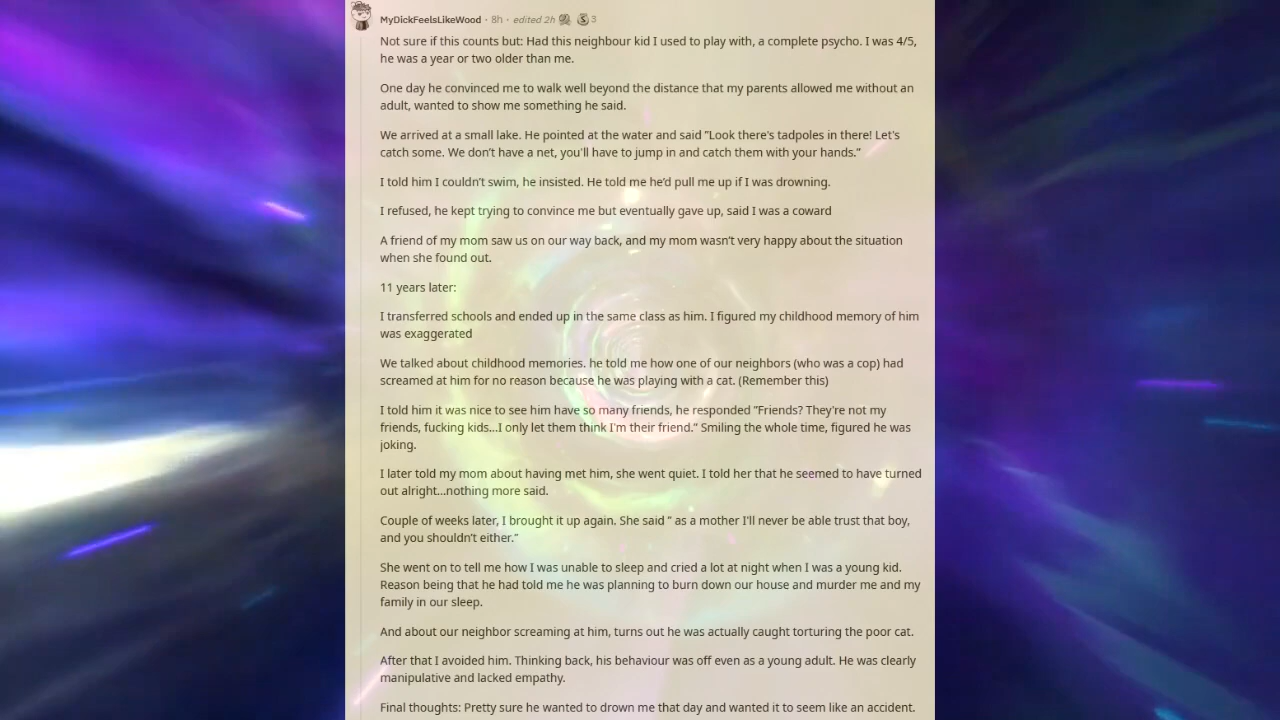 MyDickFeelsLikeWood · 8h · edited 2h 3
Not sure if this counts but: Had this neighbour kid I used to play with, a complete psycho. I was 4/5,
he was a year or two older than me.
One day he convinced me to walk well beyond the distance that my parents allowed me without an
adult, wanted to show me something he said.
We arrived at a small lake. He pointed at the water and said "Look there's tadpoles in there! Let's
catch some. We don't have a net, you'll have to jump in and catch them with your hands."
I told him I couldn't swim, he insisted. He told me he'd pull me up if I was drowning.
I refused, he kept trying to convince me but eventually gave up, said I was a coward
A friend of my mom saw us on our way back, and my mom wasn't very happy about the situation
when she found out.
11 years later:
I transferred schools and ended up in the same class as him. I figured my childhood memory of him
was exaggerated
We talked about childhood memories. he told me how one of our neighbors (who was a cop) had
screamed at him for no reason because he was playing with a cat. (Remember this)
I told him it was nice to see him have so many friends, he responded "Friends? They're not my
friends, fucking kids...I only let them think I'm their friend." Smiling the whole time, figured he was
joking.
I later told my mom about having met him, she went quiet. I told her that he seemed to have turned
out alright...nothing more said.
Couple of weeks later, I brought it up again. She said " as a mother I'll never be able trust that boy,
and you shouldn't either."
She went on to tell me how I was unable to sleep and cried a lot at night when I was a young kid.
Reason being that he had told me he was planning to burn down our house and murder me and my
family in our sleep.
And about our neighbor screaming at him, turns out he was actually caught torturing the poor cat.
After that I avoided him. Thinking back, his behaviour was off even as a young adult. He was clearly
manipulative and lacked empathy.
Final thoughts: Pretty sure he wanted to drown me that day and wanted it to seem like an accident.